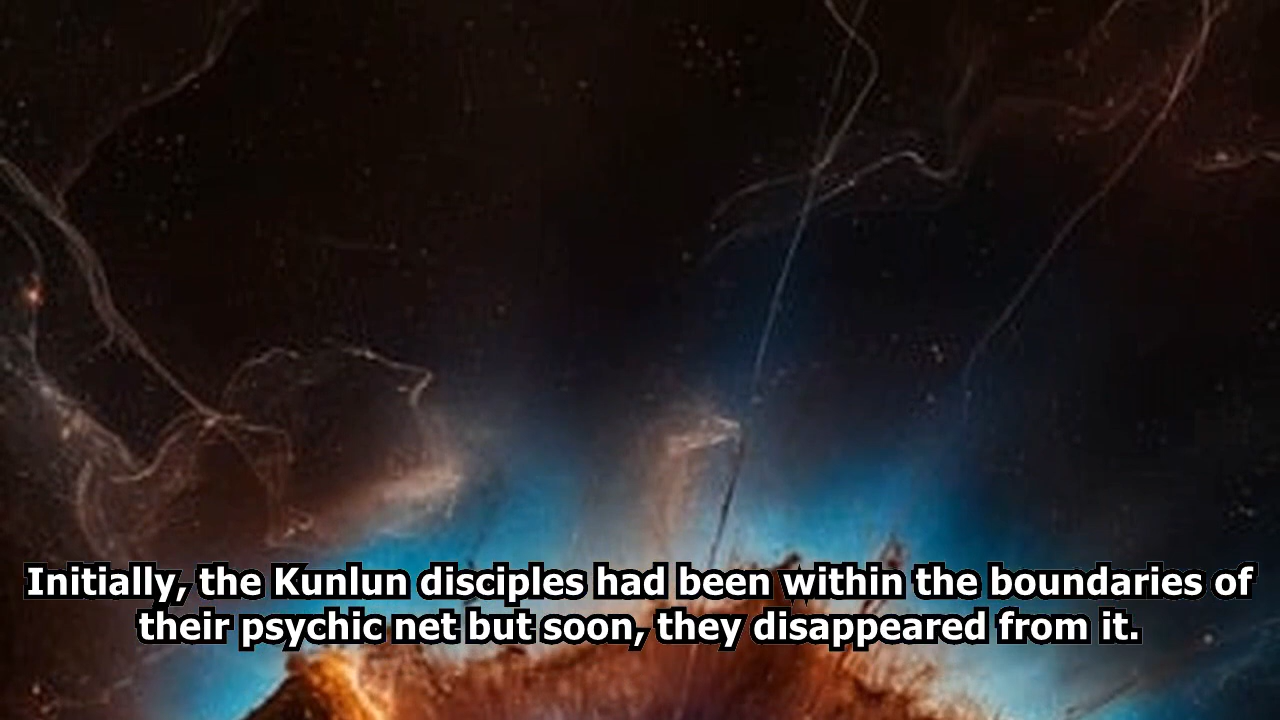 Initially, the Kunlun disciples had been within the boundaries of
their psychic net but soon, they disappeared from it.